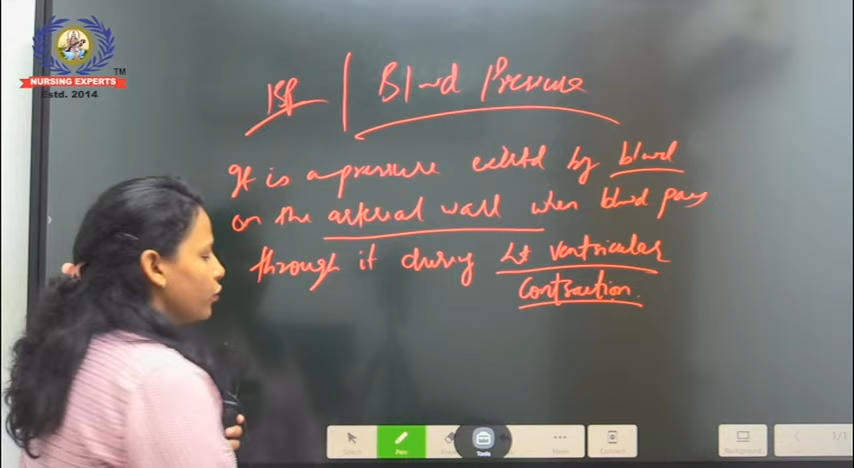 TM
NURSING EXPERTS
Estd. 2014
BP | Blood Pressure
It is a pressure exerted by blood
on the arterial wall when blood pass
through it during Lt ventricular
contraction.
Select
Pen
Tools
More
Connect
Background
1/1